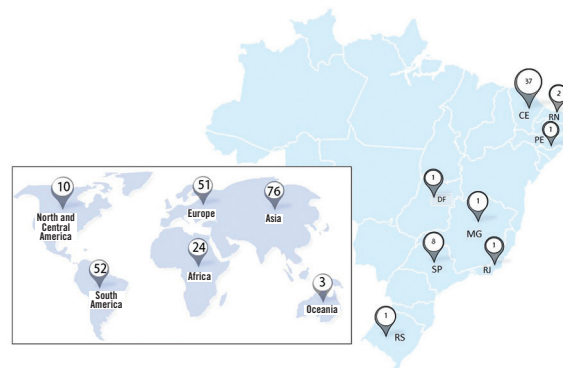 37
CE
2
RN
1
PE
1
DF
1
MG
8
SP
1
RJ
1
RS
10
North and
Central
America
51
Europe
76
Asia
24
Africa
52
South
America
3
Oceania